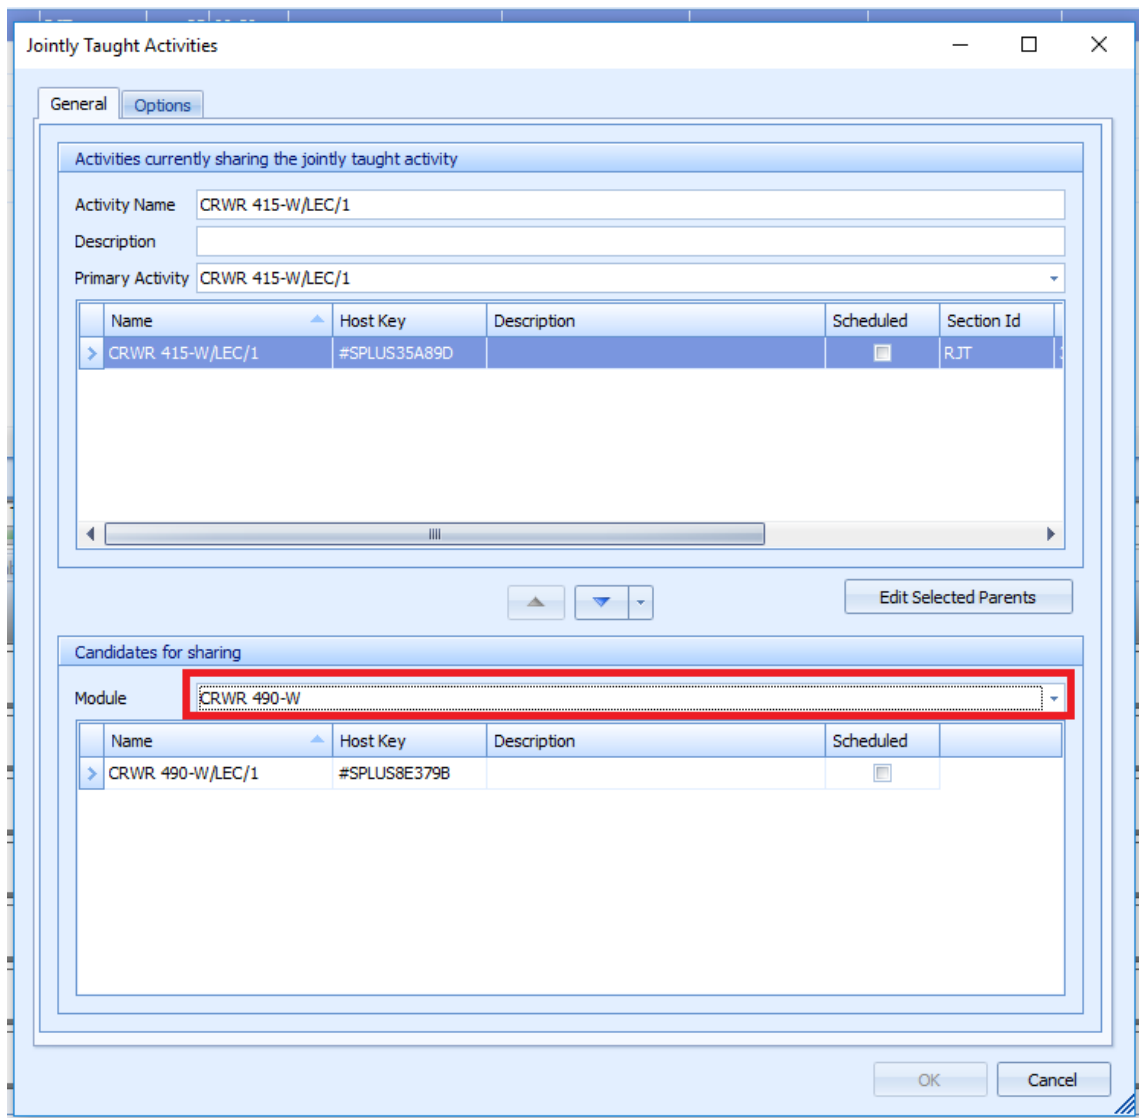 Jointly Taught Activities
General Options
Activities currently sharing the jointly taught activity
Activity Name CRWR 415-W/LEC/1
Description
Primary Activity CRWR 415-W/LEC/1
Name Host Key Description Scheduled Section Id
CRWR 415-W/LEC/1 #SPLUS35A89D RJT
Edit Selected Parents
Candidates for sharing
Module CRWR 490-W
Name Host Key Description Scheduled
CRWR 490-W/LEC/1 #SPLUS8E379B
OK Cancel